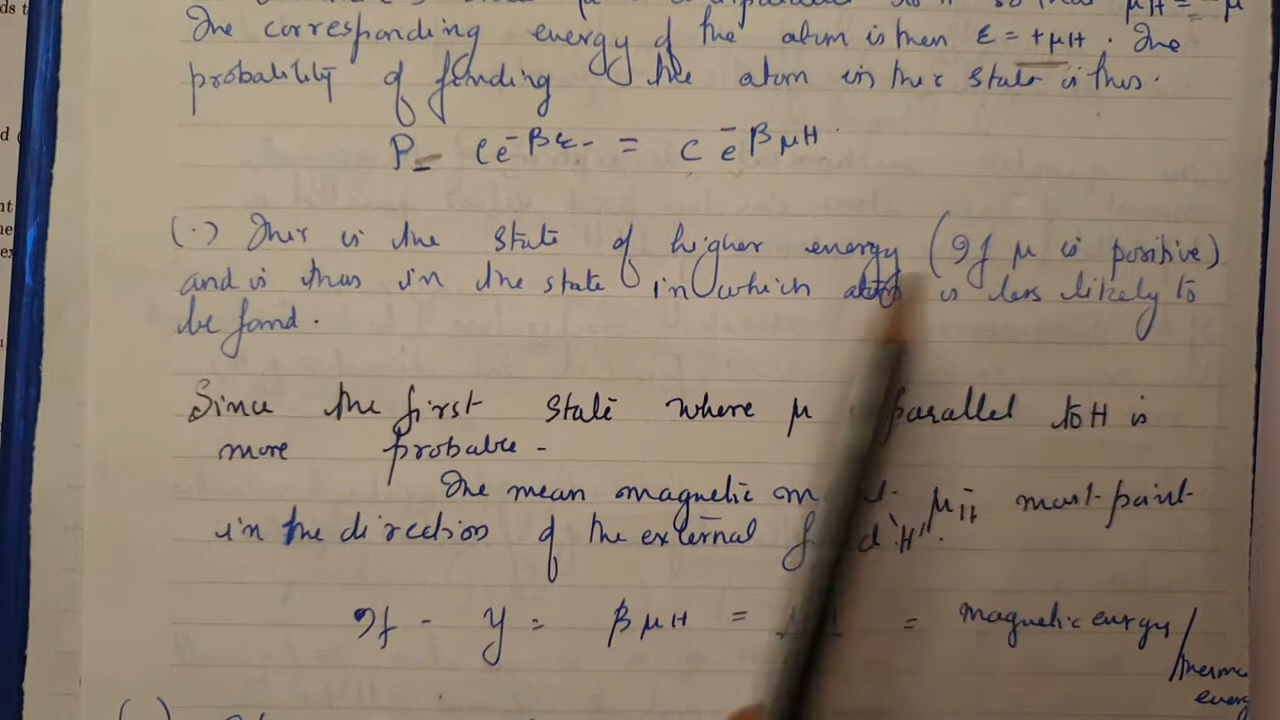 The corresponding energy of the atom is then ε = +μH. The
probability of finding the atom in this state is thus.
P_ = Ce^-βε- = Ce^-βμH
(·) This is the state of higher energy (If μ is positive)
and is thus in the state in which is less likely to
be found.
Since the first state where μ parallel to H is
more probable -
The mean magnetic μ̄H must point
in the direction of the external "H".
If - y = βμH = = magnetic energy/